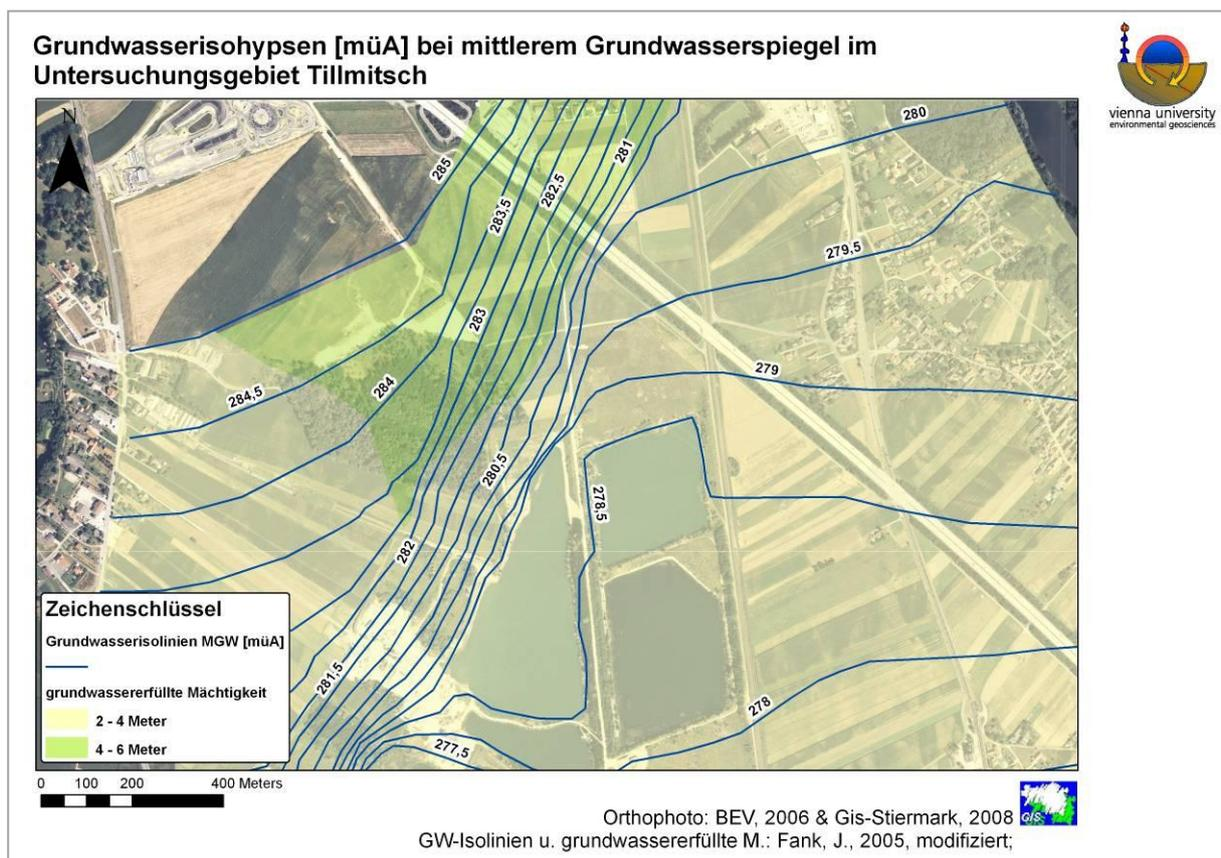 Grundwasserisohypsen [müA] bei mittlerem Grundwasserspiegel im
Untersuchungsgebiet Tillmitsch
vienna university
environmental geosciences
N
280
281
285
282,5
283,5
279,5
283
279
284
284,5
280,5
278,5
282
281,5
278
277,5
Zeichenschlüssel
Grundwasserisolinien MGW [müA]
grundwassererfüllte Mächtigkeit
2 - 4 Meter
4 - 6 Meter
0 100 200 400 Meters
Orthophoto: BEV, 2006 & Gis-Stiermark, 2008
GIS
GW-Isolinien u. grundwassererfüllte M.: Fank, J., 2005, modifiziert;